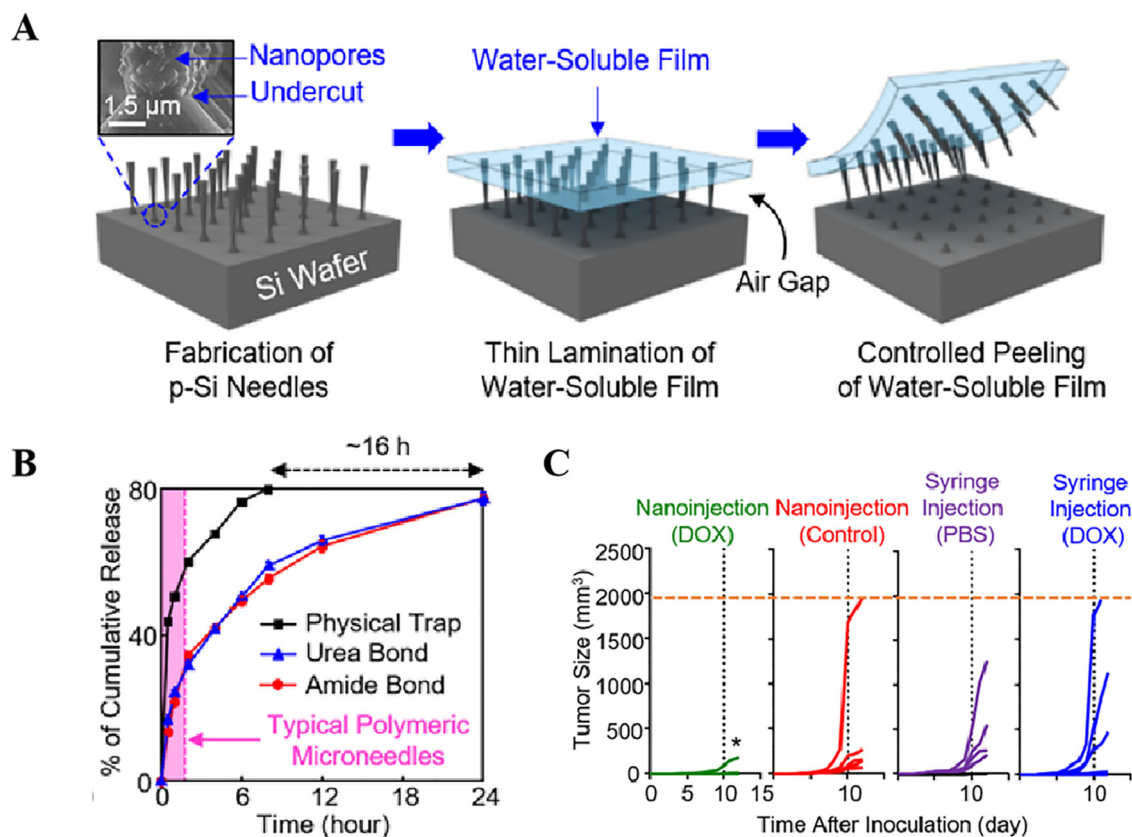 A
Nanopores
Undercut
1.5 μm
Water-Soluble Film
Si Wafer
Air Gap
Fabrication of
p-Si Needles
Thin Lamination of
Water-Soluble Film
Controlled Peeling
of Water-Soluble Film
B
~16 h
80
40
0
% of Cumulative Release
Physical Trap
Urea Bond
Amide Bond
Typical Polymeric
Microneedles
0
6
12
18
24
Time (hour)
C
Nanoinjection
(DOX)
Nanoinjection
(Control)
Syringe
Injection
(PBS)
Syringe
Injection
(DOX)
Tumor Size (mm³)
2500
2000
1500
1000
500
0
*
0 5 10 15
10
10
10
Time After Inoculation (day)